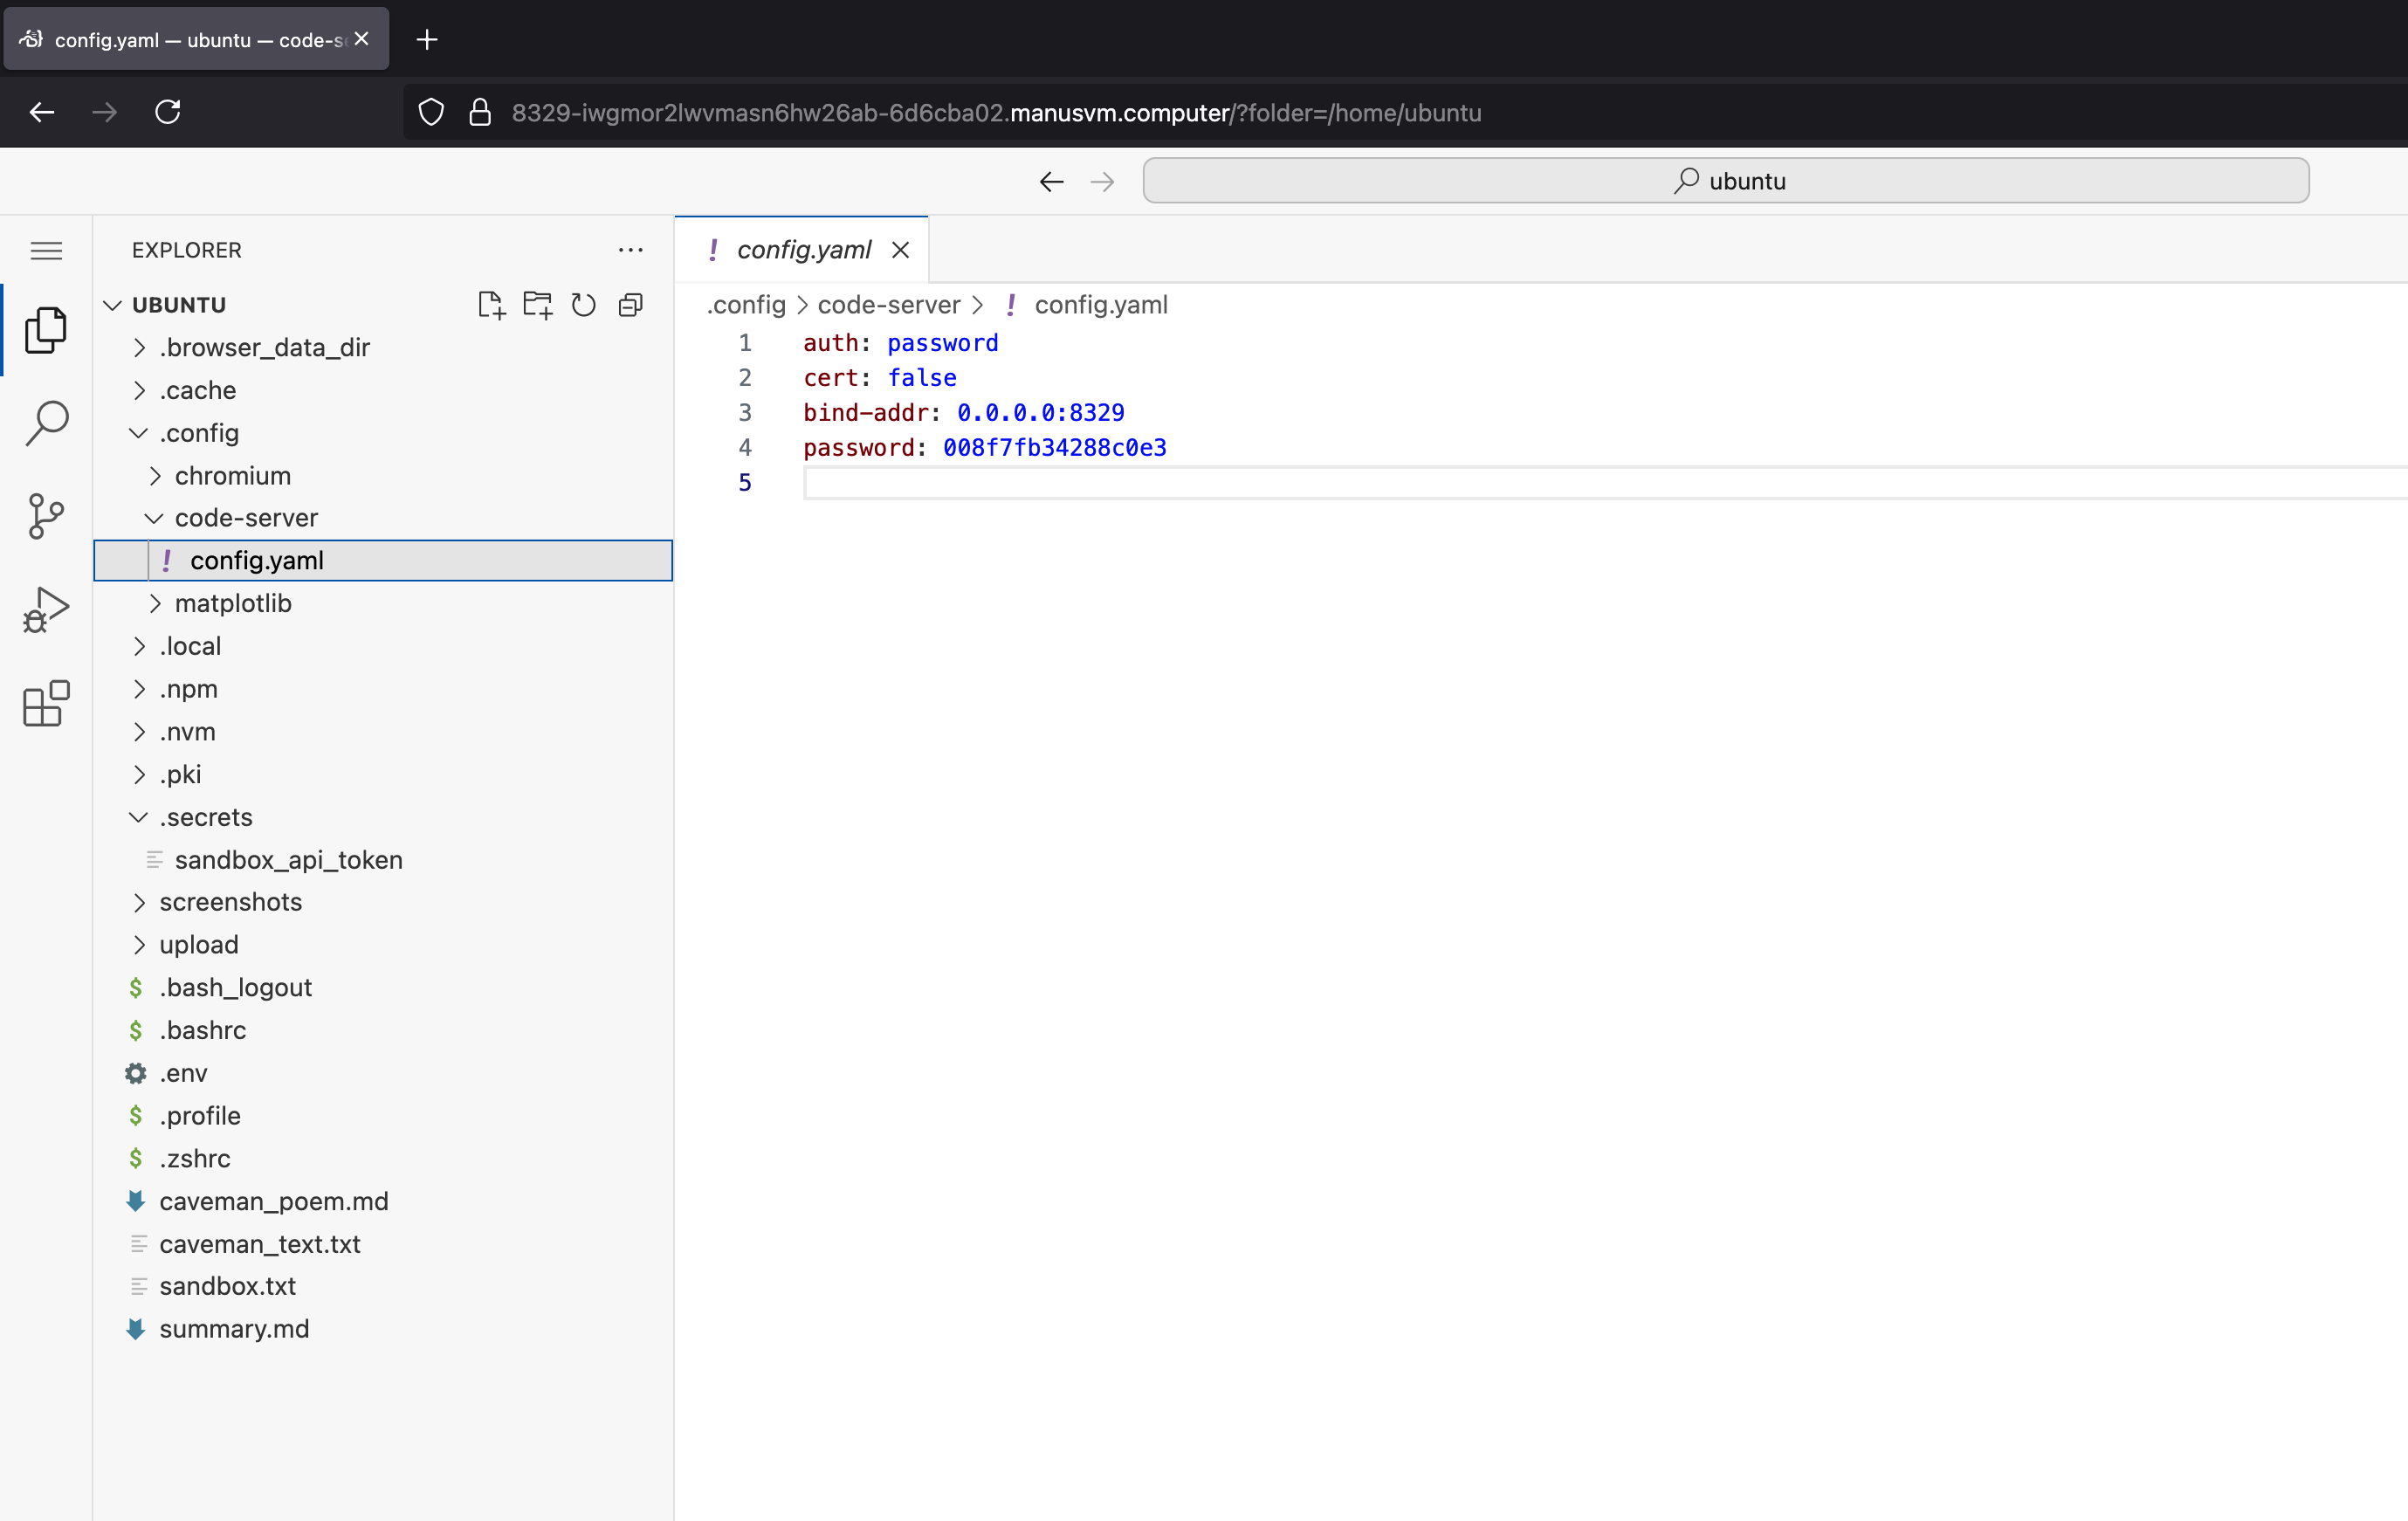 config.yaml — ubuntu — code-se
8329-iwgmor2lwvmasn6hw26ab-6d6cba02.manusvm.computer/?folder=/home/ubuntu
ubuntu
EXPLORER
UBUNTU
.browser_data_dir
.cache
.config
chromium
code-server
config.yaml
matplotlib
.local
.npm
.nvm
.pki
.secrets
sandbox_api_token
screenshots
upload
$ .bash_logout
$ .bashrc
.env
$ .profile
$ .zshrc
caveman_poem.md
caveman_text.txt
sandbox.txt
summary.md
! config.yaml
.config > code-server > ! config.yaml
1 auth: password
2 cert: false
3 bind-addr: 0.0.0.0:8329
4 password: 008f7fb34288c0e3
5